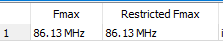 Fmax Restricted Fmax
1 86.13 MHz 86.13 MHz